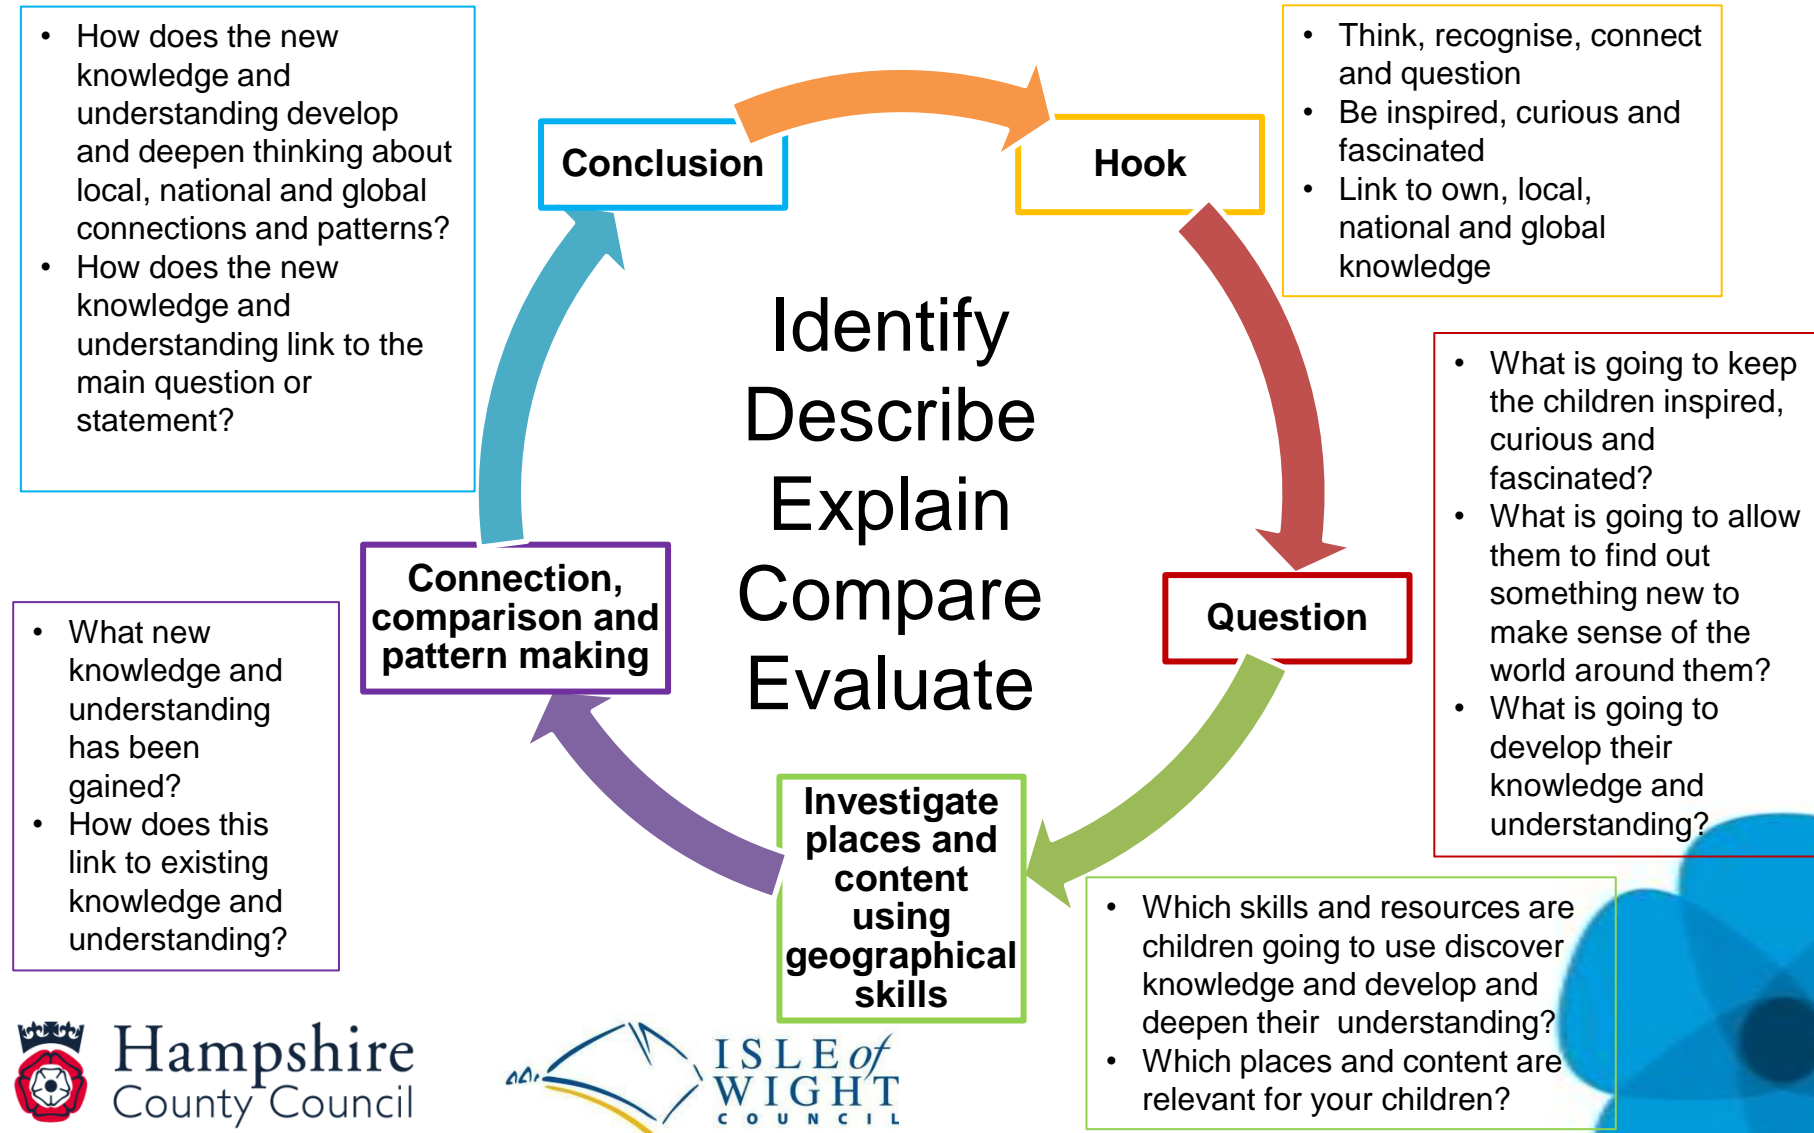 • How does the new
knowledge and
understanding develop
and deepen thinking about
local, national and global
connections and patterns?
• How does the new
knowledge and
understanding link to the
main question or
statement?
Conclusion
Hook
• Think, recognise, connect
and question
• Be inspired, curious and
fascinated
• Link to own, local,
national and global
knowledge
Identify
Describe
Explain
Compare
Evaluate
• What is going to keep
the children inspired,
curious and
fascinated?
• What is going to allow
them to find out
something new to
make sense of the
world around them?
• What is going to
develop their
knowledge and
understanding?
Question
Connection,
comparison and
pattern making
• What new
knowledge and
understanding
has been
gained?
• How does this
link to existing
knowledge and
understanding?
Investigate
places and
content
using
geographical
skills
• Which skills and resources are
children going to use discover
knowledge and develop and
deepen their  understanding?
• Which places and content are
relevant for your children?
Hampshire
County Council
ISLE of
WIGHT
COUNCIL